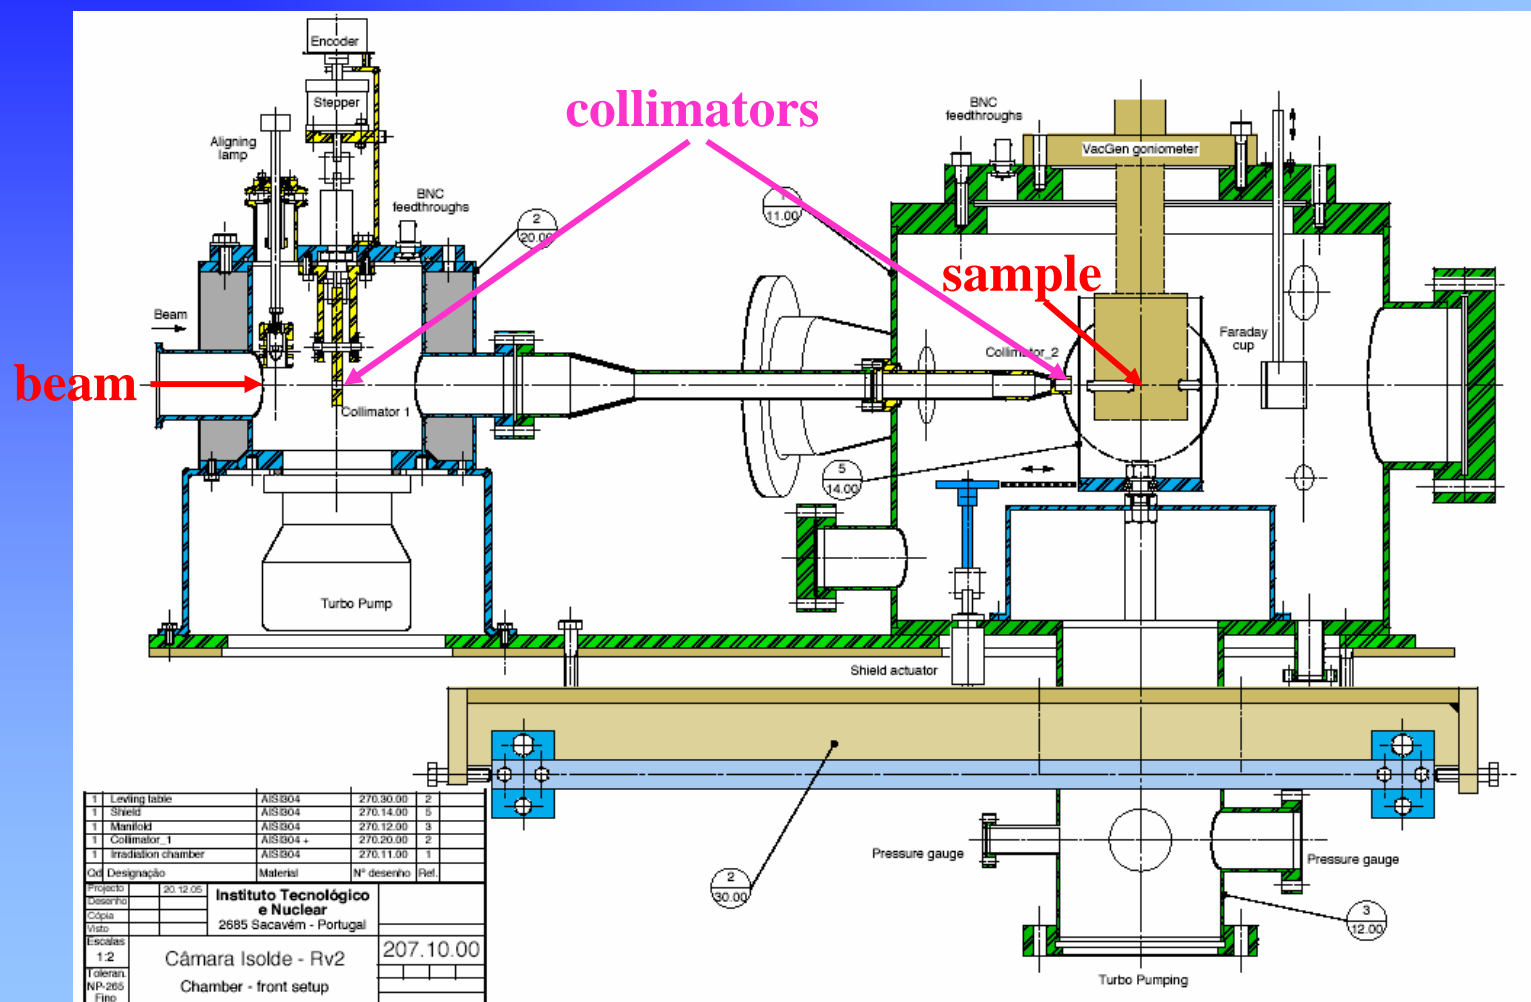 Encoder
Stepper
Aligning
lamp
BNC
feedthroughs
2
20.00
collimators
1
11.00
BNC
feedthroughs
VacGen goniometer
sample
Beam
beam
Collimator 1
Collimator_2
Faraday
cup
5
14.00
Turbo Pump
Shield actuator
2
30.00
Pressure gauge
Pressure gauge
3
12.00
Turbo Pumping
1 Levling table AISI304 270.30.00 2
1 Shield AISI304 270.14.00 5
1 Manifold AISI304 270.12.00 3
1 Collimator_1 AISI304 + 270.20.00 2
1 Irradiation chamber AISI304 270.11.00 1
Qd Designação Material Nº desenho Ref.
Projecto 20.12.05
Desenho
Cópia
Visto
Instituto Tecnológico
e Nuclear
2685 Sacavém - Portugal
Escalas
1:2
Toleran.
NP-265
Fino
Câmara Isolde - Rv2
Chamber - front setup
207.10.00